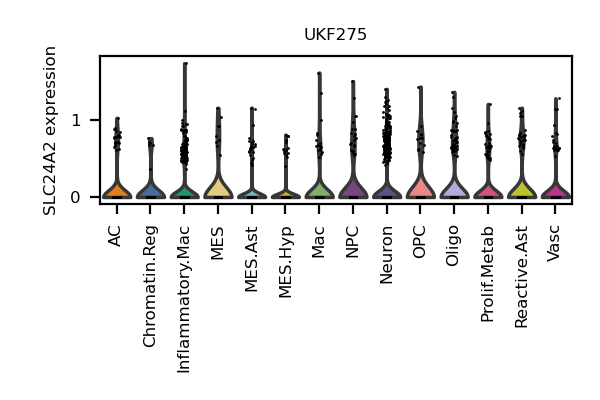 UKF275
SLC24A2 expression
1
0
AC
Chromatin.Reg
Inflammatory.Mac
MES
MES.Ast
MES.Hyp
Mac
NPC
Neuron
OPC
Oligo
Prolif.Metab
Reactive.Ast
Vasc